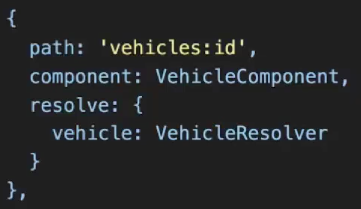 {
path: 'vehicles:id',
component: VehicleComponent,
resolve: {
vehicle: VehicleResolver
}
},